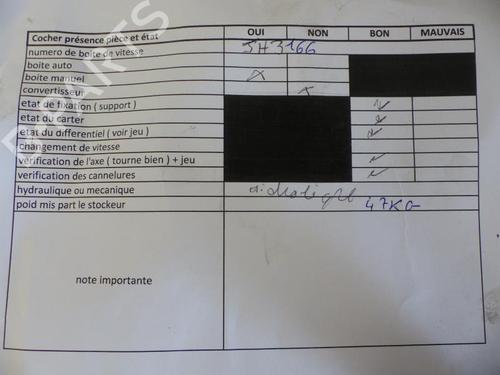 Cocher présence pièce et état OUI NON BON MAUVAIS
numero de boite de vitesse 5H3166
boite auto
boite manuel x
convertisseur x
etat de fixation ( support ) ✓
etat du carter ✓
etat du differentiel ( voir jeu ) ✓
changement de vitesse
verification de l'axe ( tourne bien ) + jeu ✓
verification des cannelures ✓
hydraulique ou mecanique
poid mis part le stockeur 47KG
note importante